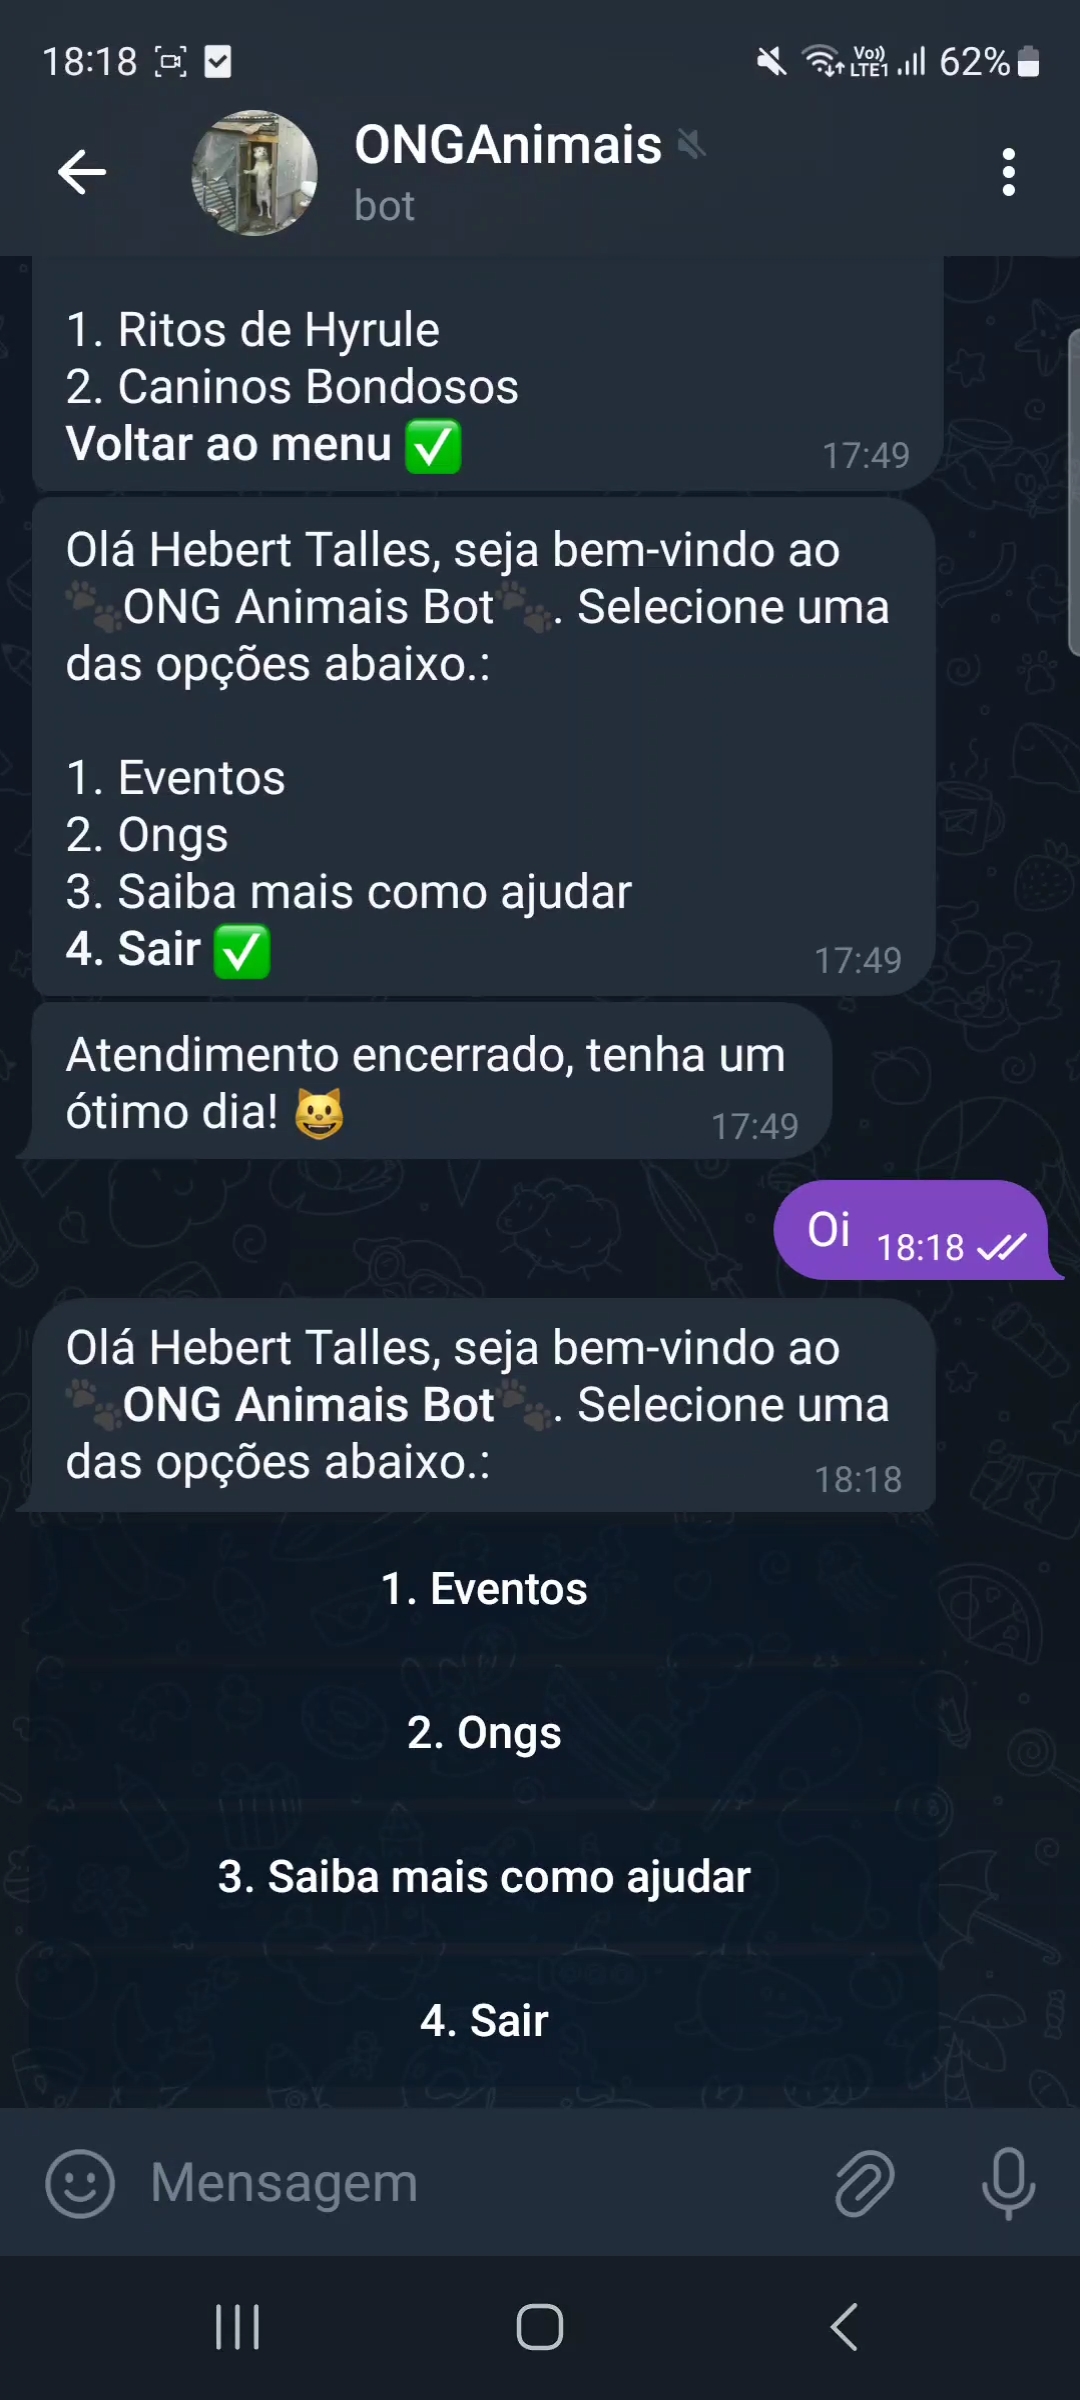 18:18
Vo))
LTE1
62%
ONGAnimais
bot
1. Ritos de Hyrule
2. Caninos Bondosos
Voltar ao menu ✅
17:49
Olá Hebert Talles, seja bem-vindo ao
🐾ONG Animais Bot🐾. Selecione uma
das opções abaixo.:
1. Eventos
2. Ongs
3. Saiba mais como ajudar
4. Sair ✅
17:49
Atendimento encerrado, tenha um
ótimo dia! 😺
17:49
Oi 18:18
Olá Hebert Talles, seja bem-vindo ao
🐾ONG Animais Bot🐾. Selecione uma
das opções abaixo.:
18:18
1. Eventos
2. Ongs
3. Saiba mais como ajudar
4. Sair
Mensagem